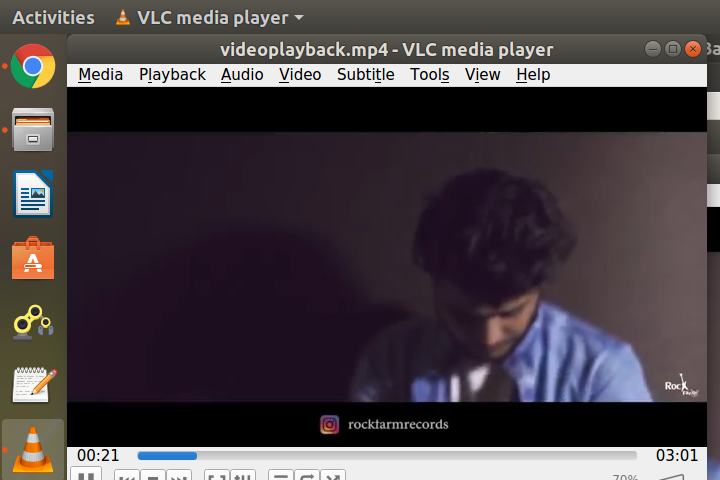 Activities VLC media player
videoplayback.mp4 - VLC media player
Media Playback Audio Video Subtitle Tools View Help
Rock
rockfarmrecords
00:21 03:01
70%